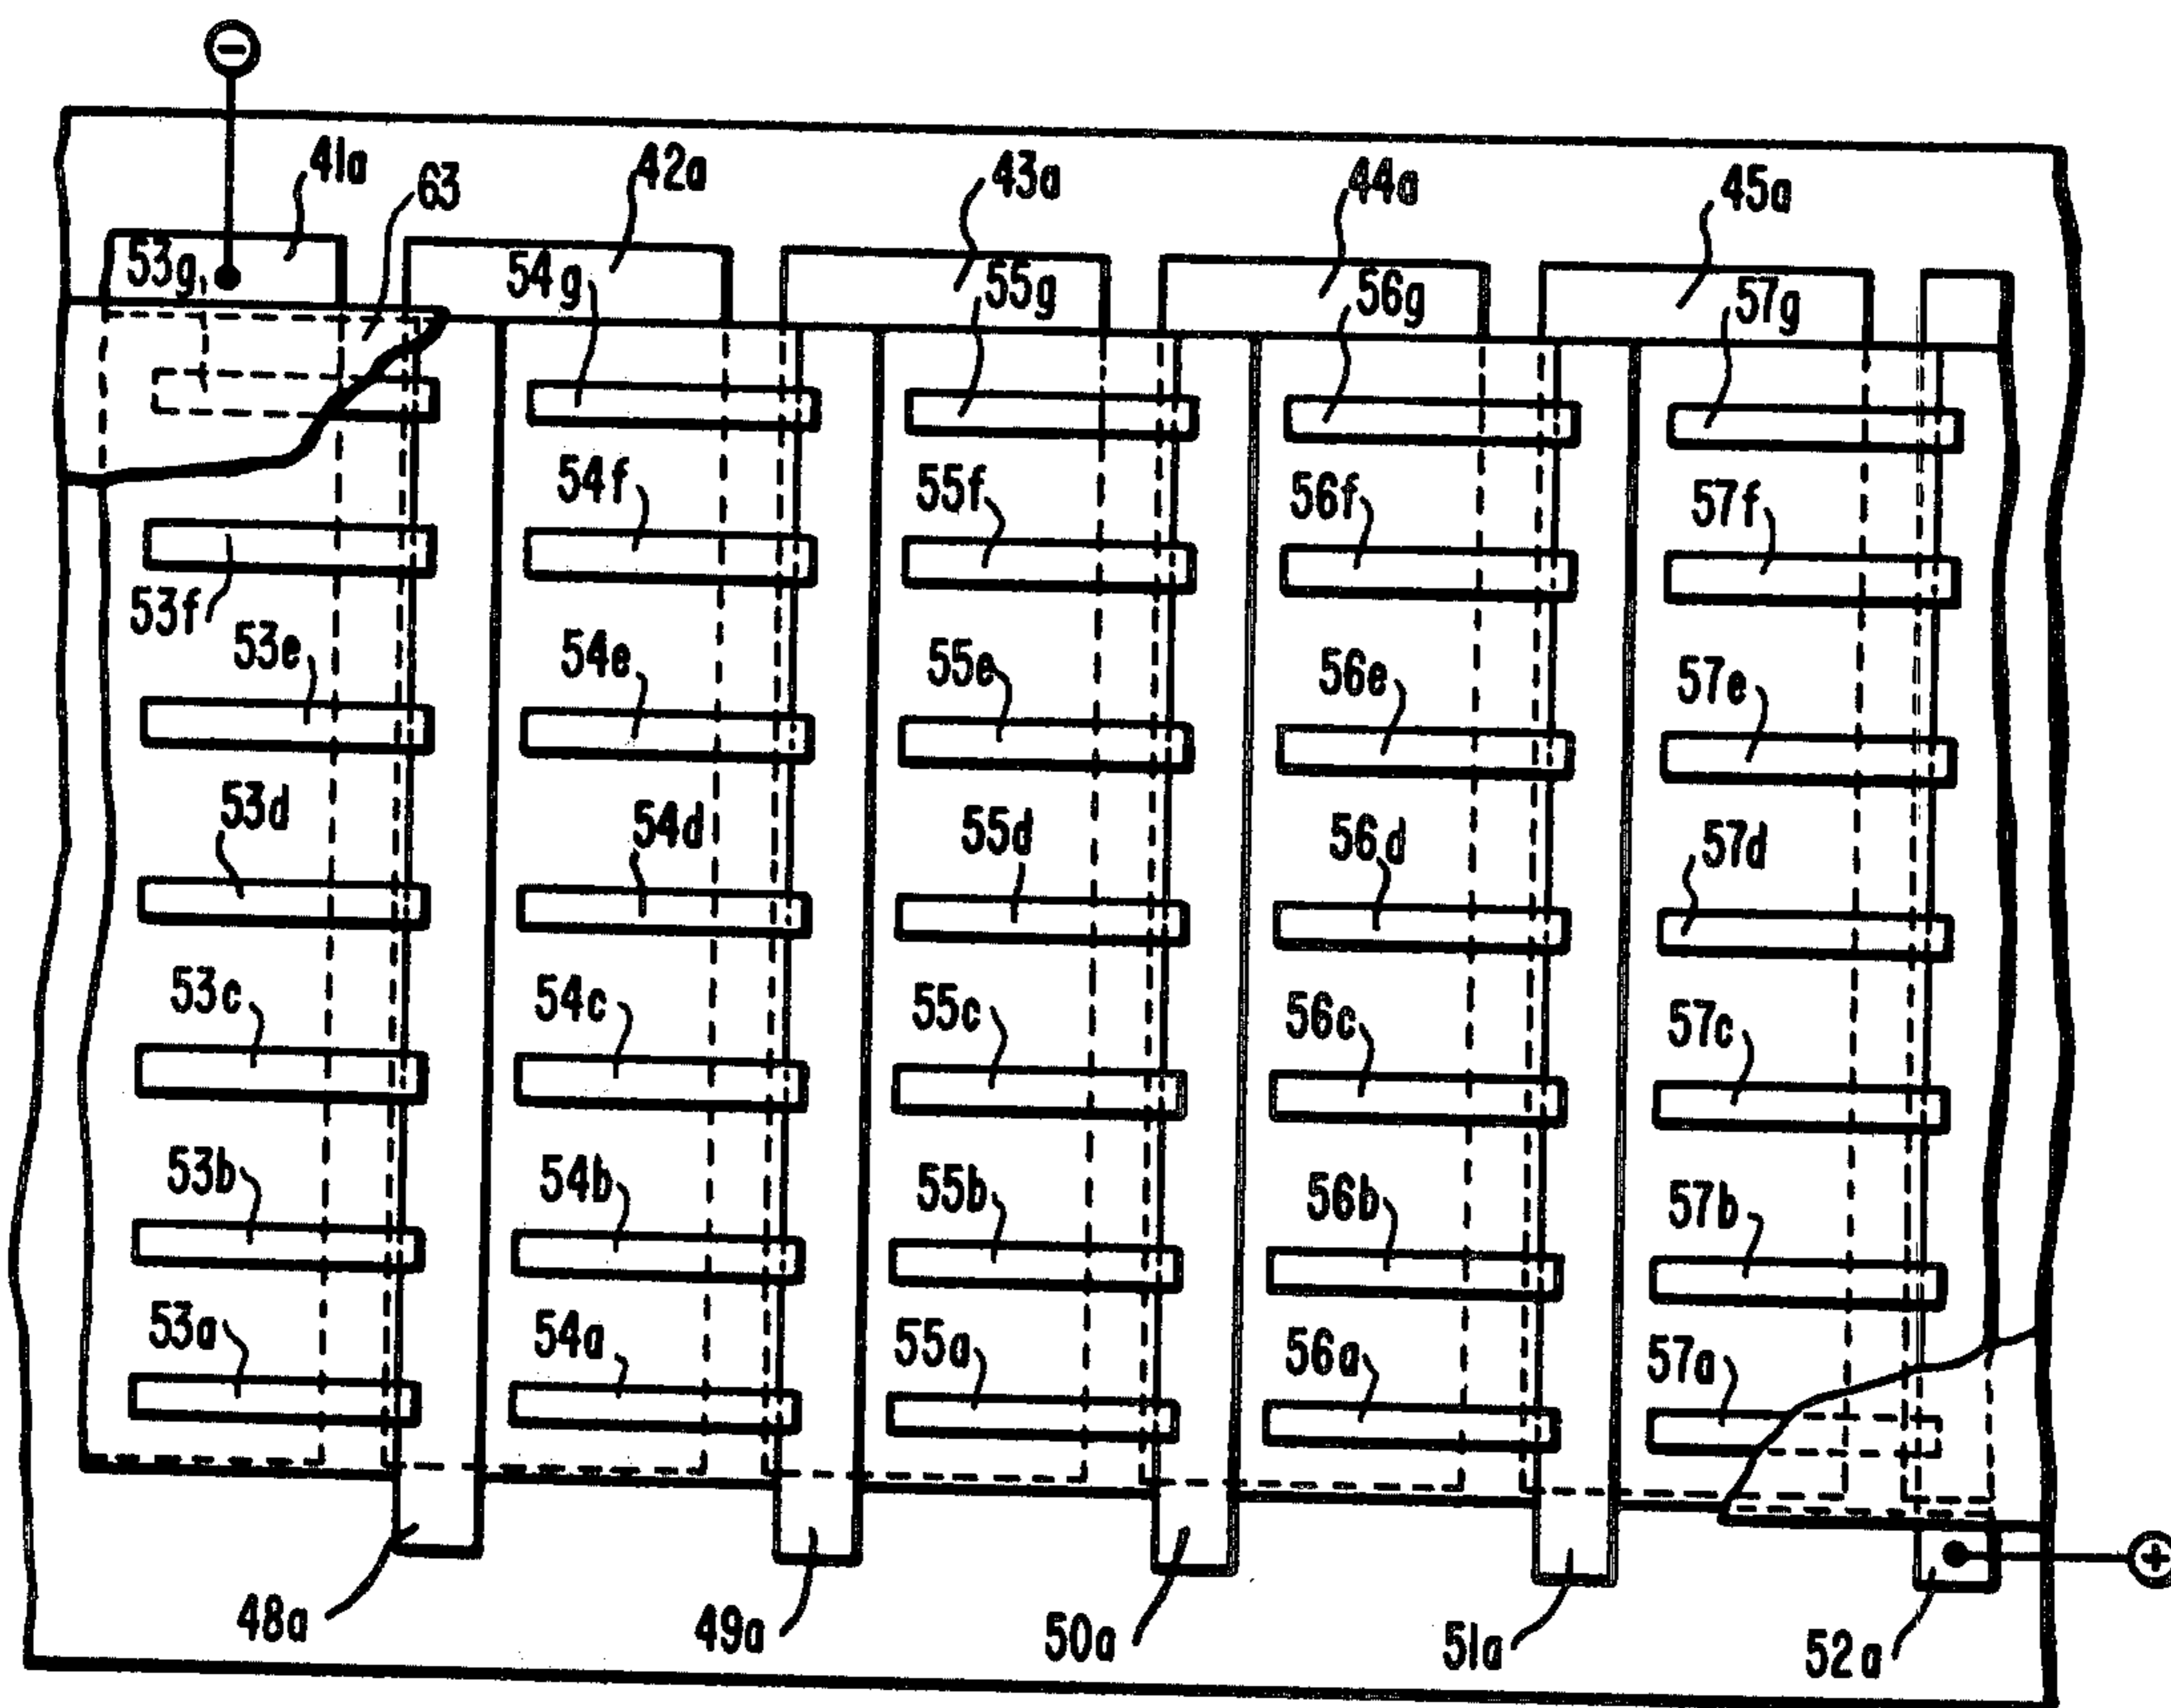 −
41a 63 42a 43a 44a 45a
53g 54g 55g 56g 57g
54f 55f 56f 57f
53f
53e 54e 55e 56e 57e
53d 54d 55d 56d 57d
53c 54c 55c 56c 57c
53b 54b 55b 56b 57b
53a 54a 55a 56a 57a
+
48a 49a 50a 51a 52a